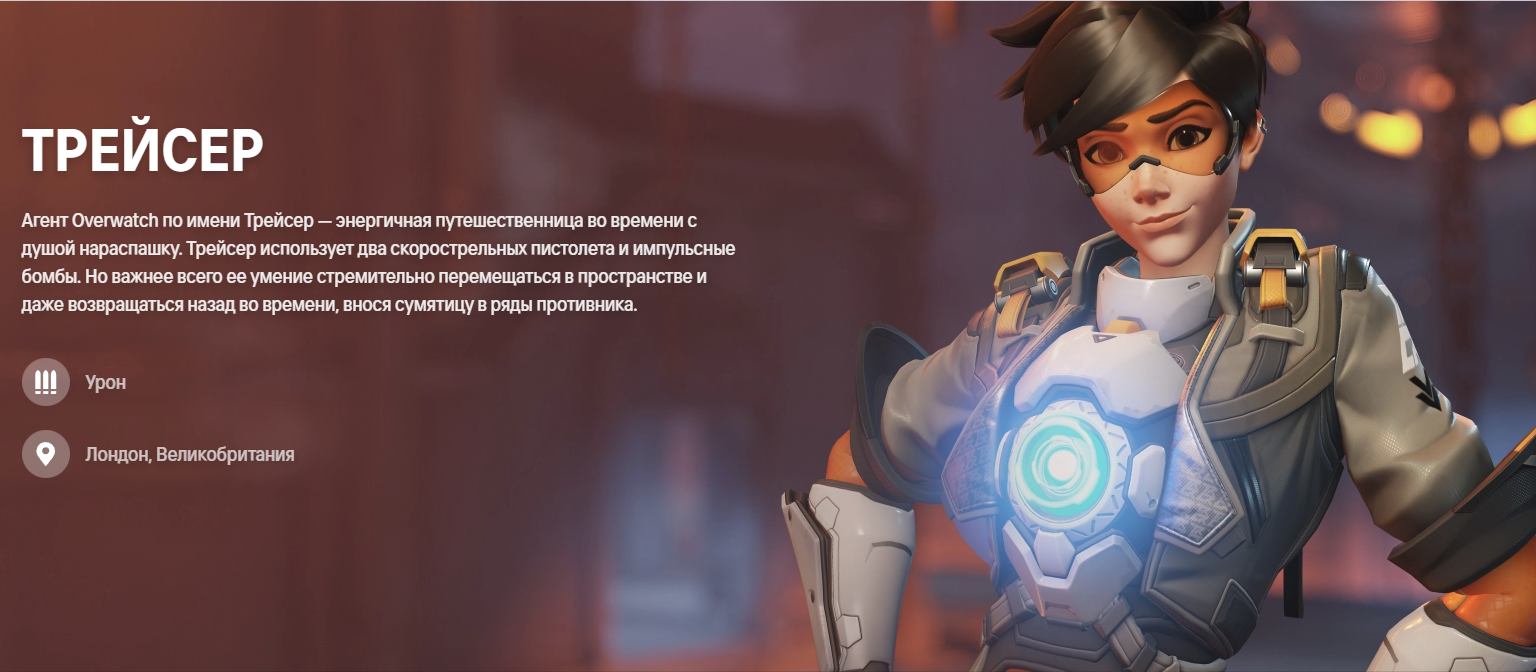 ТРЕЙСЕР
Агент Overwatch по имени Трейсер — энергичная путешественница во времени с
душой нараспашку. Трейсер использует два скорострельных пистолета и импульсные
бомбы. Но важнее всего ее умение стремительно перемещаться в пространстве и
даже возвращаться назад во времени, внося сумятицу в ряды противника.
Урон
Лондон, Великобритания